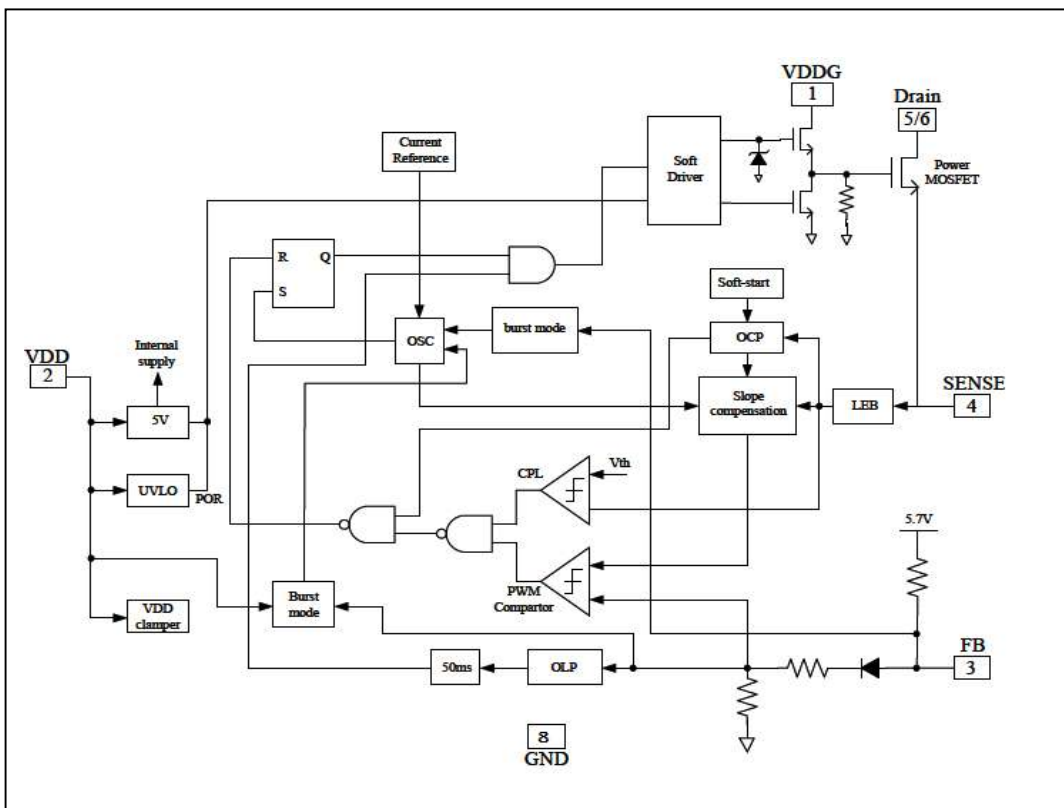 VDDG
1
Drain
5/6
Current
Reference
Soft
Driver
Power
MOSFET
R
Q
S
Soft-start
OSC
burst mode
OCP
VDD
2
Internal
supply
5V
Slope
compensation
LEB
SENSE
4
UVLO
POR
CPL
Vth
5.7V
PWM
Compartor
VDD
clamper
Burst
mode
50ms
OLP
FB
3
8
GND